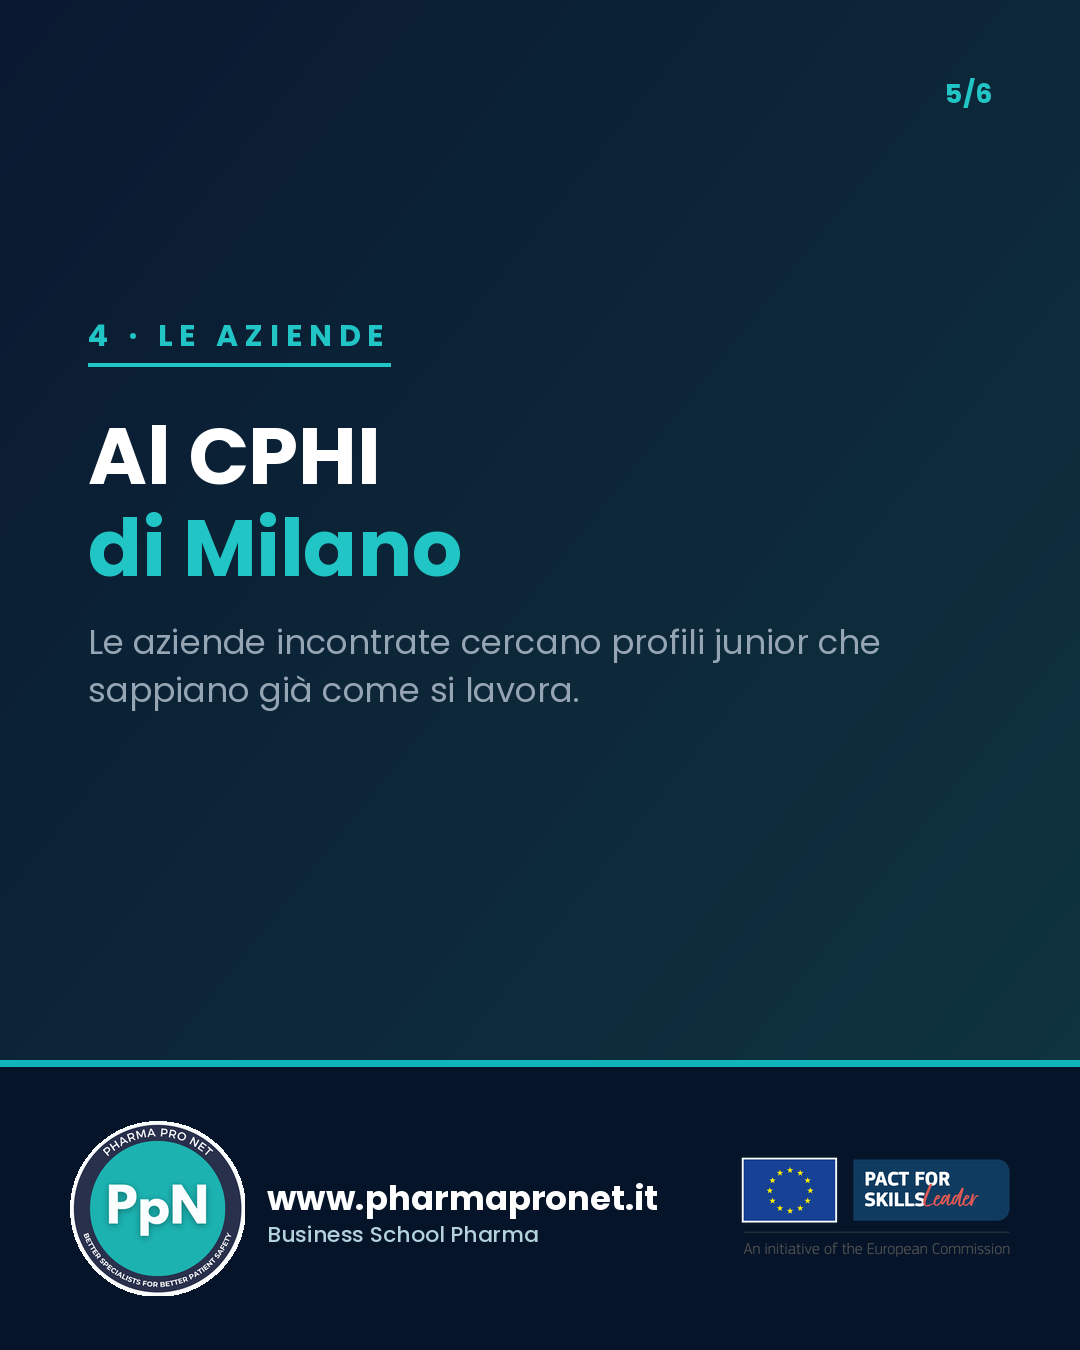 5/6
4 · LE AZIENDE
Al CPHI
di Milano
Le aziende incontrate cercano profili junior che
sappiano già come si lavora.
PHARMA PRO NET
PpN
BETTER SPECIALISTS FOR BETTER PATIENT SAFETY
www.pharmapronet.it
Business School Pharma
PACT FOR
SKILLS Leader
An initiative of the European Commission